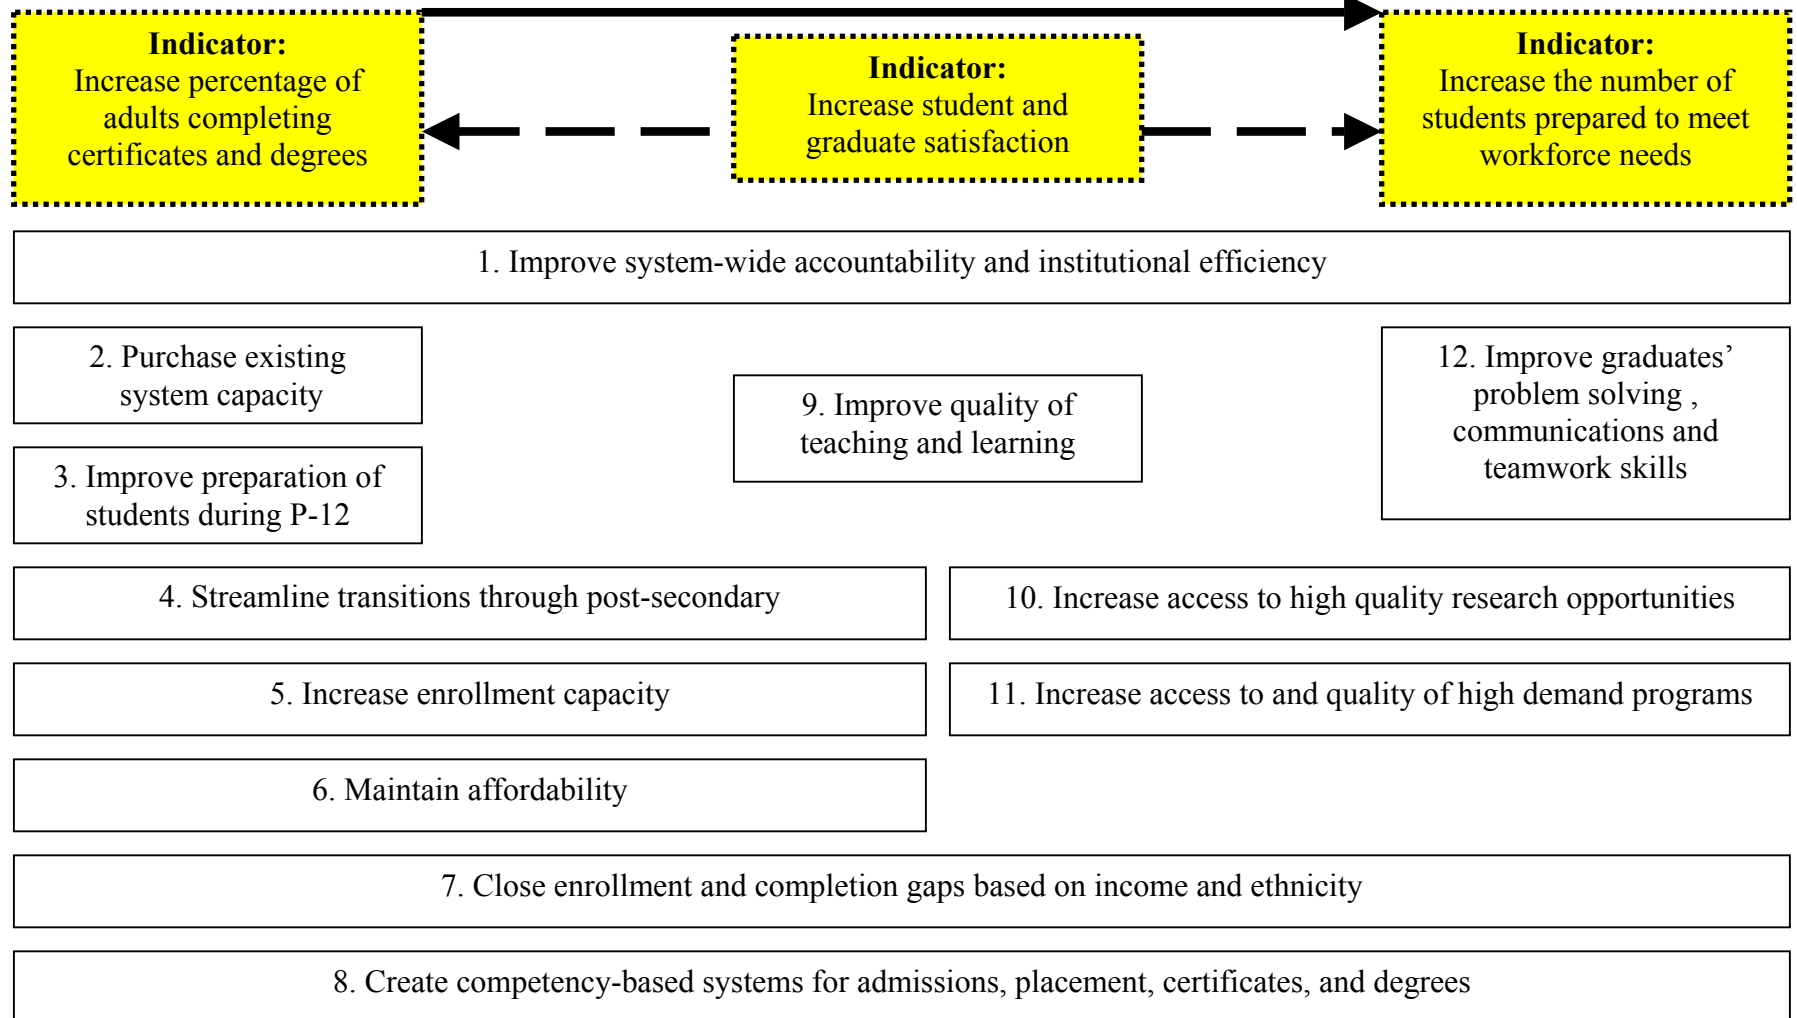 Indicator:
Increase percentage of
adults completing
certificates and degrees
Indicator:
Increase student and
graduate satisfaction
Indicator:
Increase the number of
students prepared to meet
workforce needs
1. Improve system-wide accountability and institutional efficiency
2. Purchase existing
system capacity
3. Improve preparation of
students during P-12
9. Improve quality of
teaching and learning
12. Improve graduates’
problem solving ,
communications and
teamwork skills
4. Streamline transitions through post-secondary
10. Increase access to high quality research opportunities
5. Increase enrollment capacity
11. Increase access to and quality of high demand programs
6. Maintain affordability
7. Close enrollment and completion gaps based on income and ethnicity
8. Create competency-based systems for admissions, placement, certificates, and degrees